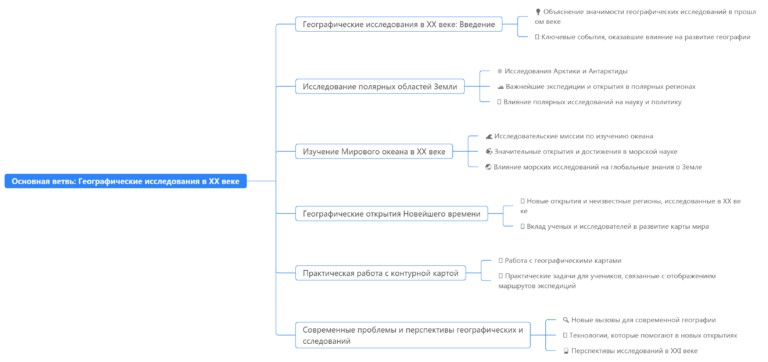 Основная ветвь: Географические исследования в XX веке
Географические исследования в XX веке: Введение
Объяснение значимости географических исследований в прошл
ом веке
Ключевые события, оказавшие влияние на развитие географии
Исследование полярных областей Земли
Исследования Арктики и Антарктиды
Важнейшие экспедиции и открытия в полярных регионах
Влияние полярных исследований на науку и политику
Изучение Мирового океана в XX веке
Исследовательские миссии по изучению океана
Значительные открытия и достижения в морской науке
Влияние морских исследований на глобальные знания о Земле
Географические открытия Новейшего времени
Новые открытия и неизвестные регионы, исследованные в XX ве
ке
Вклад ученых и исследователей в развитие карты мира
Практическая работа с контурной картой
Работа с географическими картами
Практические задачи для учеников, связанные с отображением
маршрутов экспедиций
Современные проблемы и перспективы географических и
сследований
Новые вызовы для современной географии
Технологии, которые помогают в новых открытиях
Перспективы исследований в XXI веке